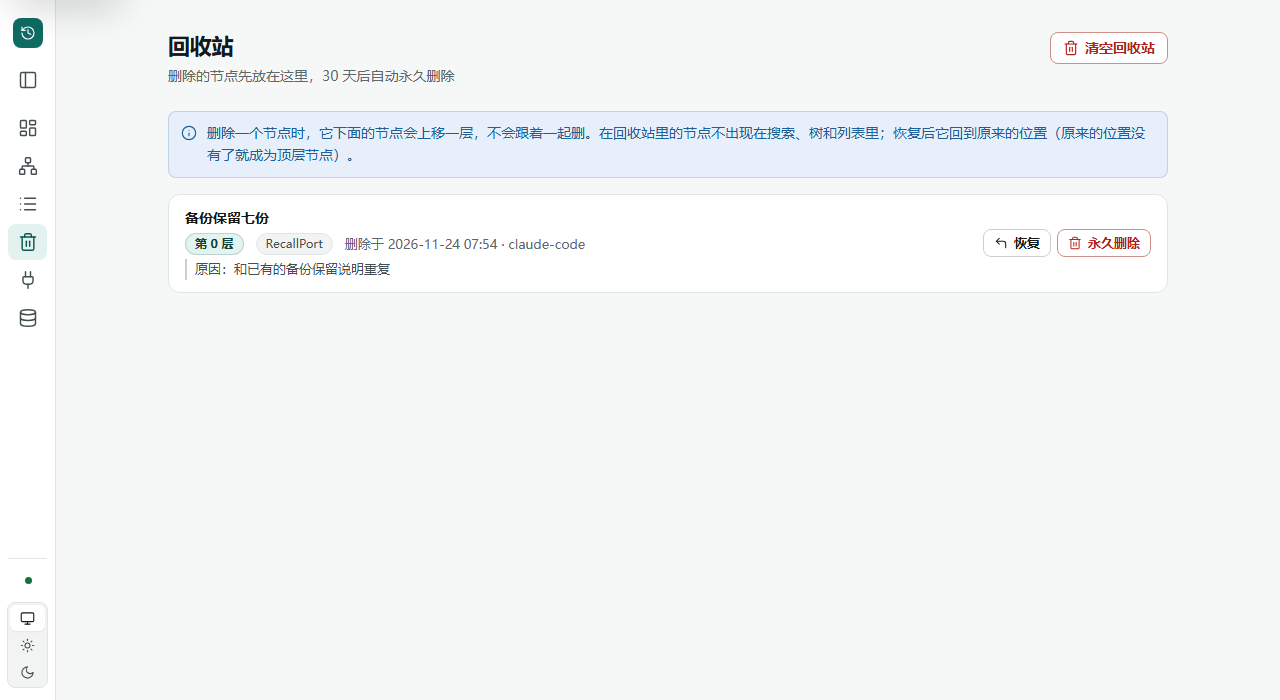 回收站
清空回收站
删除的节点先放在这里，30 天后自动永久删除
删除一个节点时，它下面的节点会上移一层，不会跟着一起删。在回收站里的节点不出现在搜索、树和列表里；恢复后它回到原来的位置（原来的位置没
有了就成为顶层节点）。
备份保留七份
第 0 层 RecallPort 删除于 2026-11-24 07:54 · claude-code
恢复 永久删除
原因：和已有的备份保留说明重复